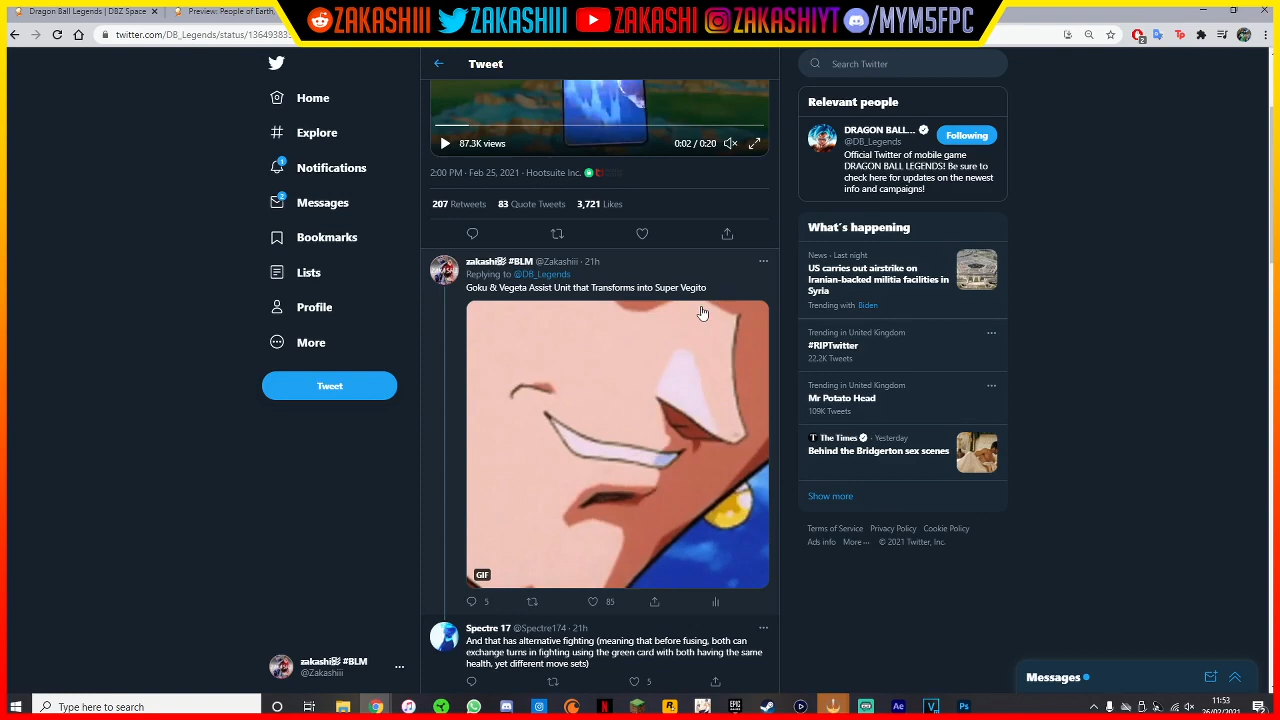 ZAKASHIII ZAKASHIII ZAKASHI ZAKASHIYT /MYM5FPC
Dragon Ball Legends | DBZ Space
Preview: People of Earth.
twitter.com/DB_Legends/status/136493835
Home
Explore
1
Notifications
2
Messages
Bookmarks
Lists
Profile
More
Tweet
zakashi #BLM
@Zakashiii
Tweet
87.3K views
0:02 / 0:20
2:00 PM · Feb 25, 2021 · Hootsuite Inc.
207 Retweets 83 Quote Tweets 3,721 Likes
zakashi #BLM @Zakashiii · 21h
Replying to @DB_Legends
Goku & Vegeta Assist Unit that Transforms into Super Vegito
GIF
5
85
Spectre 17 @Spectre174 · 21h
And that has alternative fighting (meaning that before fusing, both can
exchange turns in fighting using the green card with both having the same
health, yet different move sets)
5
Search Twitter
Relevant people
DRAGON BALL...
@DB_Legends
Following
Official Twitter of mobile game
DRAGON BALL LEGENDS! Be sure to
check here for updates on the newest
info and campaigns!
What's happening
News · Last night
US carries out airstrike on
Iranian-backed militia facilities in
Syria
Trending with Biden
Trending in United Kingdom
#RIPTwitter
22.2K Tweets
Trending in United Kingdom
Mr Potato Head
109K Tweets
The Times · Yesterday
Behind the Bridgerton sex scenes
Show more
Terms of Service Privacy Policy Cookie Policy
Ads info More··· © 2021 Twitter, Inc.
Messages
Type here to search
11:53
26/02/2021